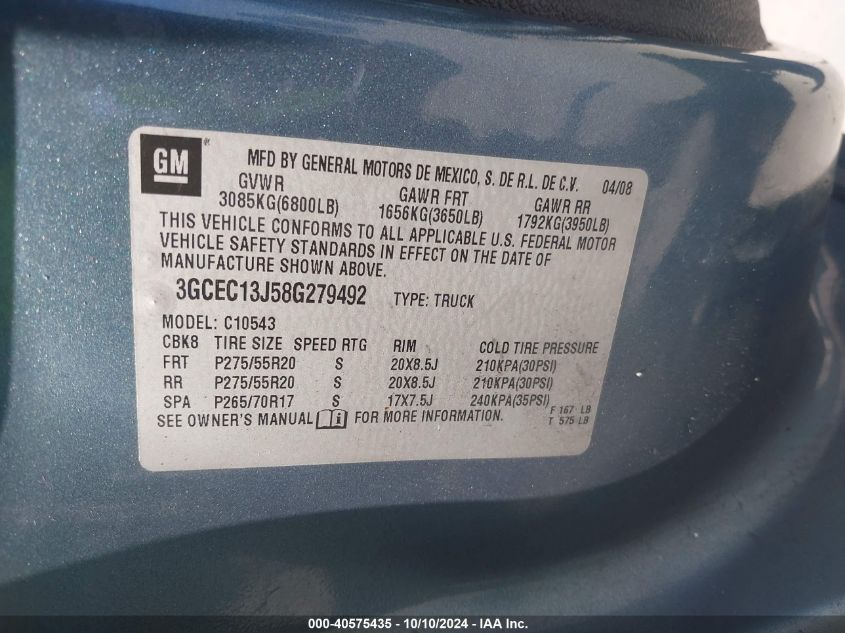 GM
MFD BY GENERAL MOTORS DE MEXICO, S. DE R.L. DE C.V. 04/08
GVWR GAWR FRT GAWR RR
3085KG(6800LB) 1656KG(3650LB) 1792KG(3950LB)
THIS VEHICLE CONFORMS TO ALL APPLICABLE U.S. FEDERAL MOTOR
VEHICLE SAFETY STANDARDS IN EFFECT ON THE DATE OF
MANUFACTURE SHOWN ABOVE.
3GCEC13J58G279492 TYPE: TRUCK
MODEL: C10543
CBK8 TIRE SIZE SPEED RTG RIM COLD TIRE PRESSURE
FRT P275/55R20 S 20X8.5J 210KPA(30PSI)
RR P275/55R20 S 20X8.5J 210KPA(30PSI)
SPA P265/70R17 S 17X7.5J 240KPA(35PSI)
F 167 LB
SEE OWNER'S MANUAL i FOR MORE INFORMATION. T 575 LB
000-40575435 - 10/10/2024 - IAA Inc.